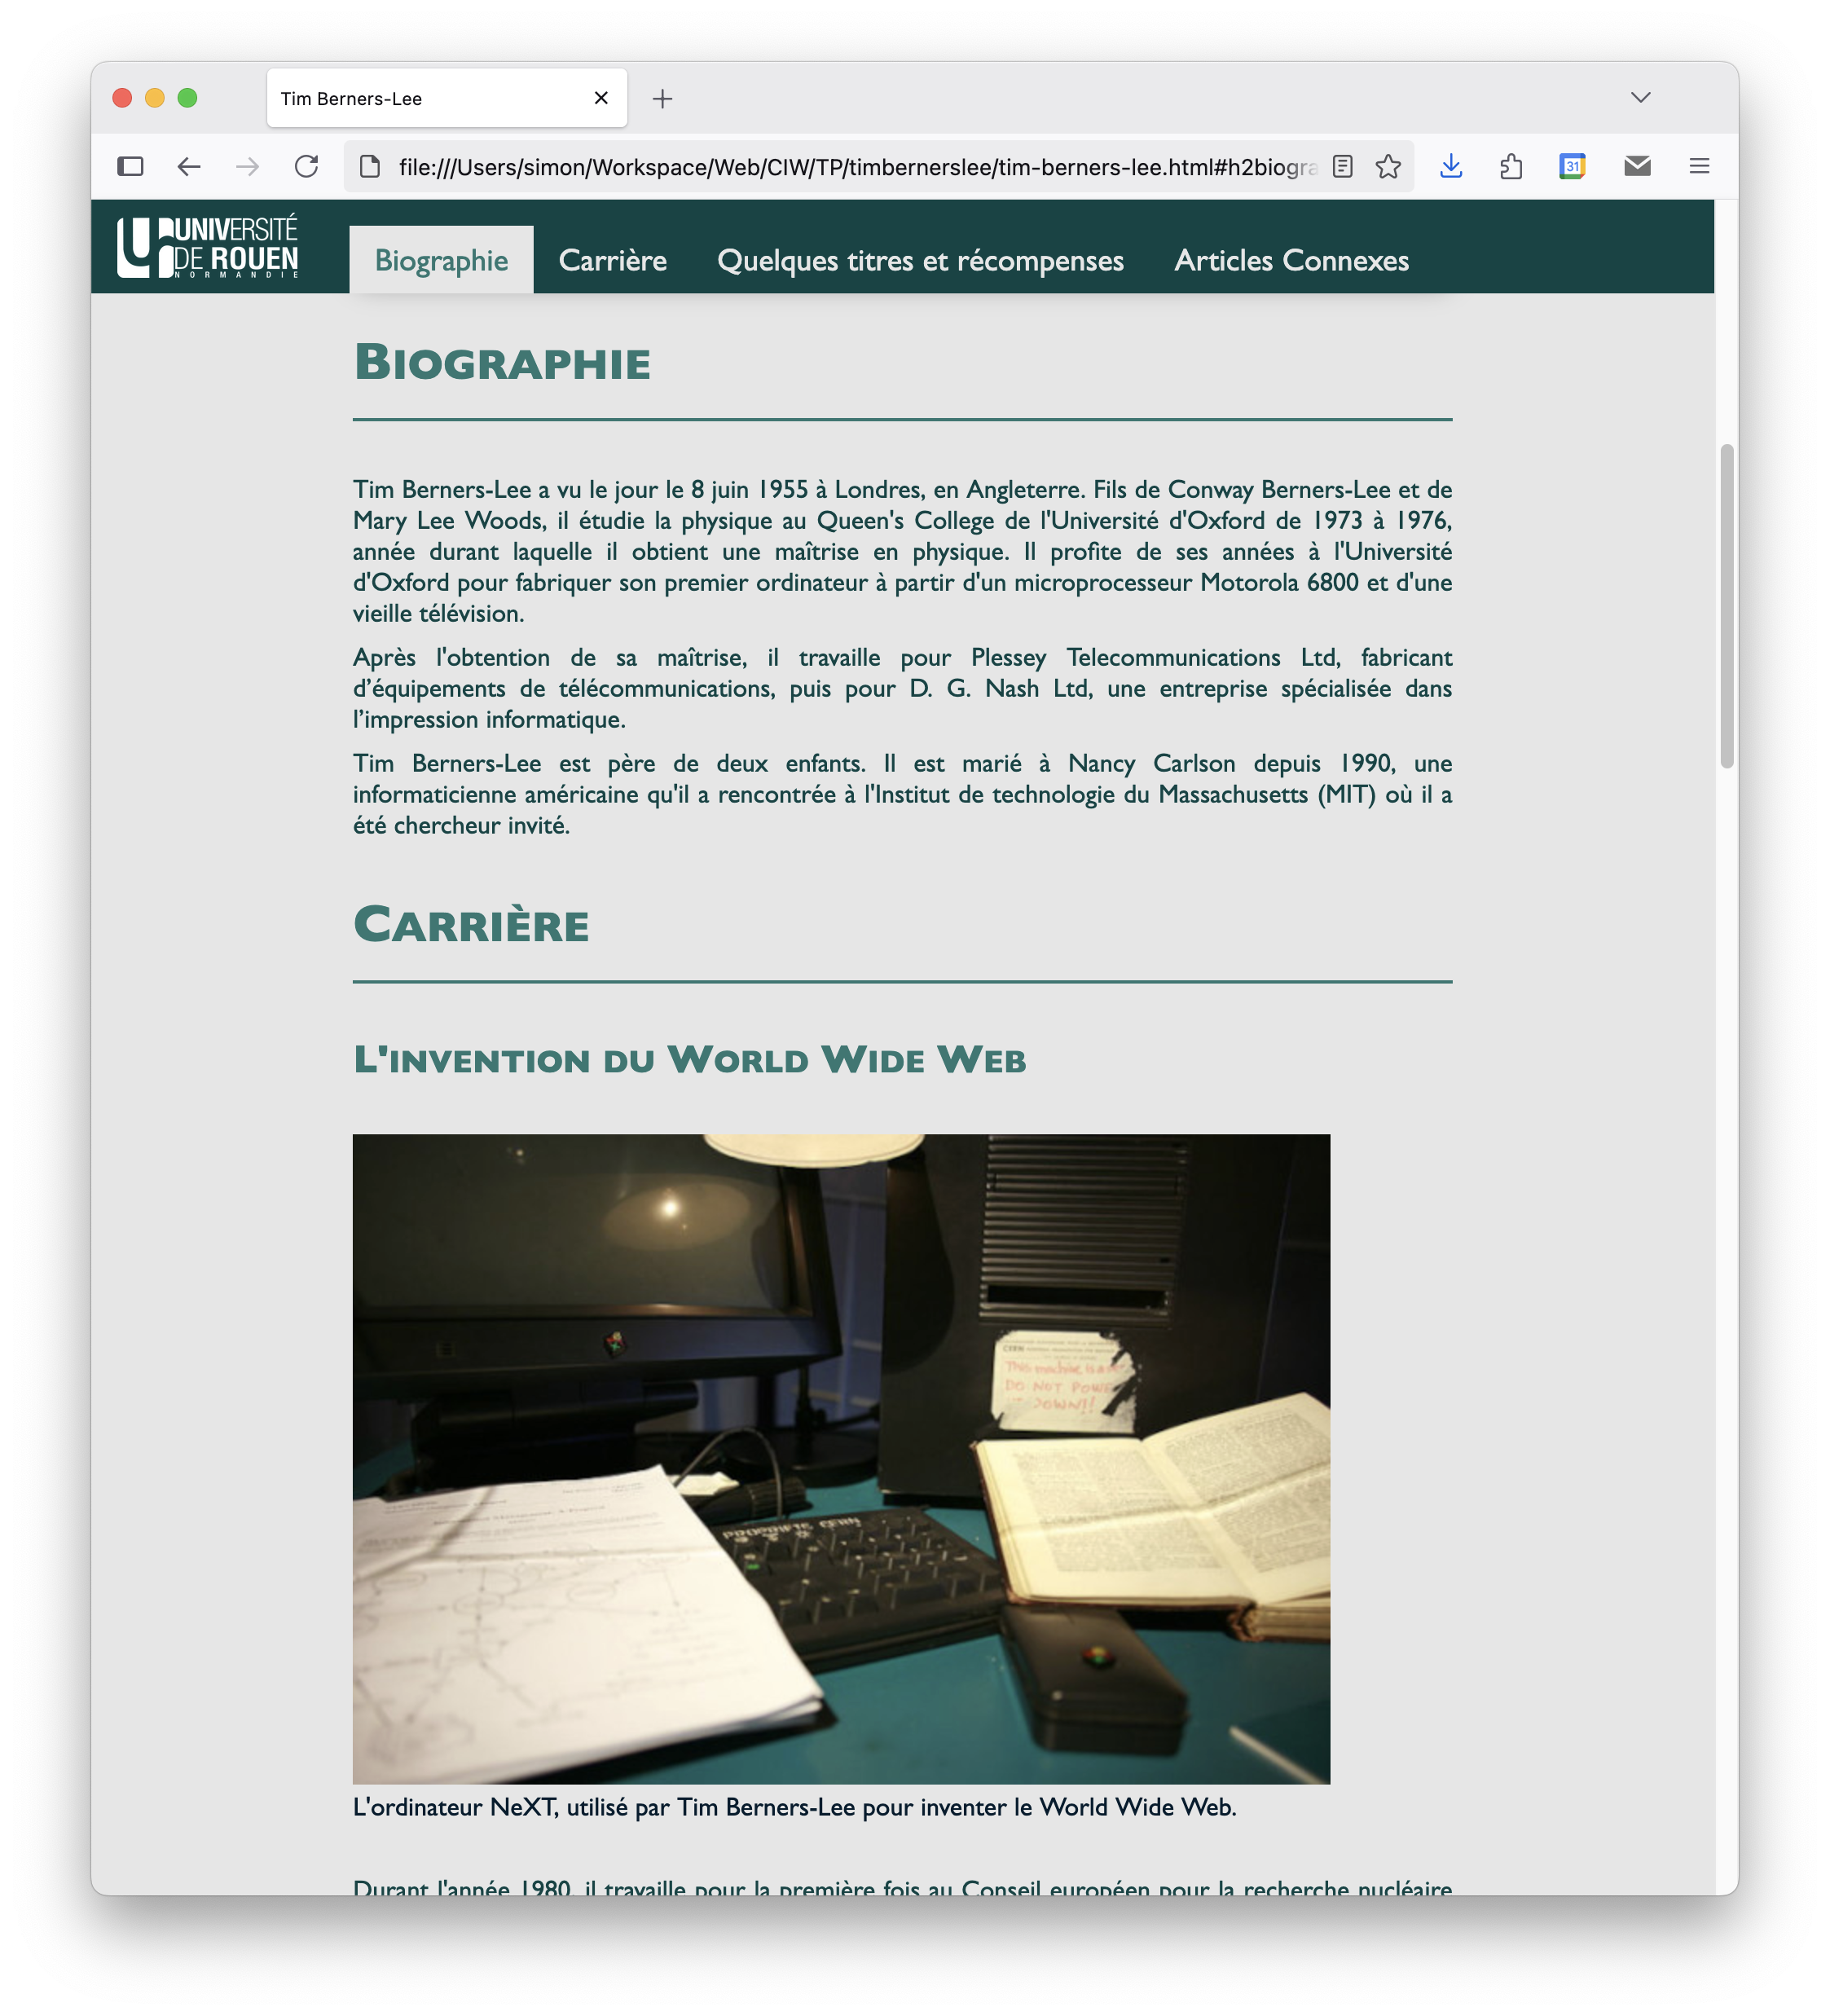 Tim Berners-Lee
file:///Users/simon/Workspace/Web/CIW/TP/timbernerslee/tim-berners-lee.html#h2biogra
31
UNIVERSITÉ
DE ROUEN
NORMANDIE
Biographie
Carrière
Quelques titres et récompenses
Articles Connexes
BIOGRAPHIE
Tim Berners-Lee a vu le jour le 8 juin 1955 à Londres, en Angleterre. Fils de Conway Berners-Lee et de
Mary Lee Woods, il étudie la physique au Queen's College de l'Université d'Oxford de 1973 à 1976,
année durant laquelle il obtient une maîtrise en physique. Il profite de ses années à l'Université
d'Oxford pour fabriquer son premier ordinateur à partir d'un microprocesseur Motorola 6800 et d'une
vieille télévision.
Après l'obtention de sa maîtrise, il travaille pour Plessey Telecommunications Ltd, fabricant
d’équipements de télécommunications, puis pour D. G. Nash Ltd, une entreprise spécialisée dans
l’impression informatique.
Tim Berners-Lee est père de deux enfants. Il est marié à Nancy Carlson depuis 1990, une
informaticienne américaine qu'il a rencontrée à l'Institut de technologie du Massachusetts (MIT) où il a
été chercheur invité.
CARRIÈRE
L'INVENTION DU WORLD WIDE WEB
CERN
This machine is a
DO NOT POWE
DOWN!!
PROPRIETE CERN
L'ordinateur NeXT, utilisé par Tim Berners-Lee pour inventer le World Wide Web.
Durant l'année 1980, il travaille pour la première fois au Conseil européen pour la recherche nucléaire